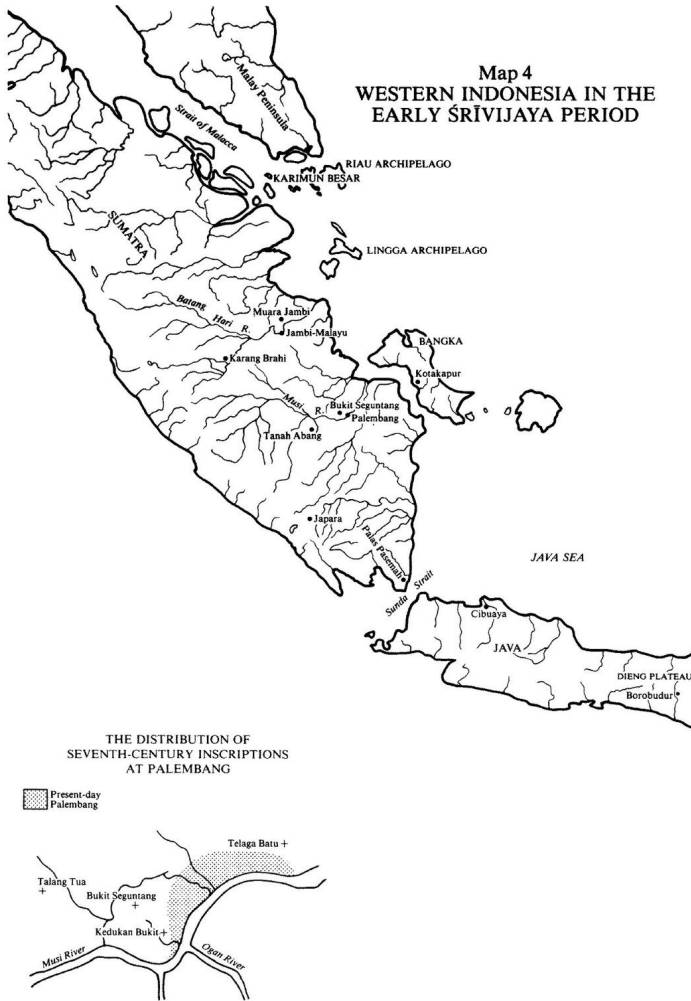 Map 4
WESTERN INDONESIA IN THE
EARLY ŚRĪVIJAYA PERIOD
Malay Peninsula
Strait of Malacca
RIAU ARCHIPELAGO
KARIMUN BESAR
SUMATRA
LINGGA ARCHIPELAGO
Batang Hari R.
Muara Jambi
Jambi-Malayu
BANGKA
Karang Brahi
Kotakapur
Musi R.
Bukit Seguntang
Palembang
Tanah Abang
Japara
Palas Pasemah
JAVA SEA
Sunda Strait
Cibuaya
JAVA
DIENG PLATEAU
Borobudur
THE DISTRIBUTION OF
SEVENTH-CENTURY INSCRIPTIONS
AT PALEMBANG
Present-day
Palembang
Telaga Batu
Talang Tua
Bukit Seguntang
Kedukan Bukit
Musi River
Ogan River